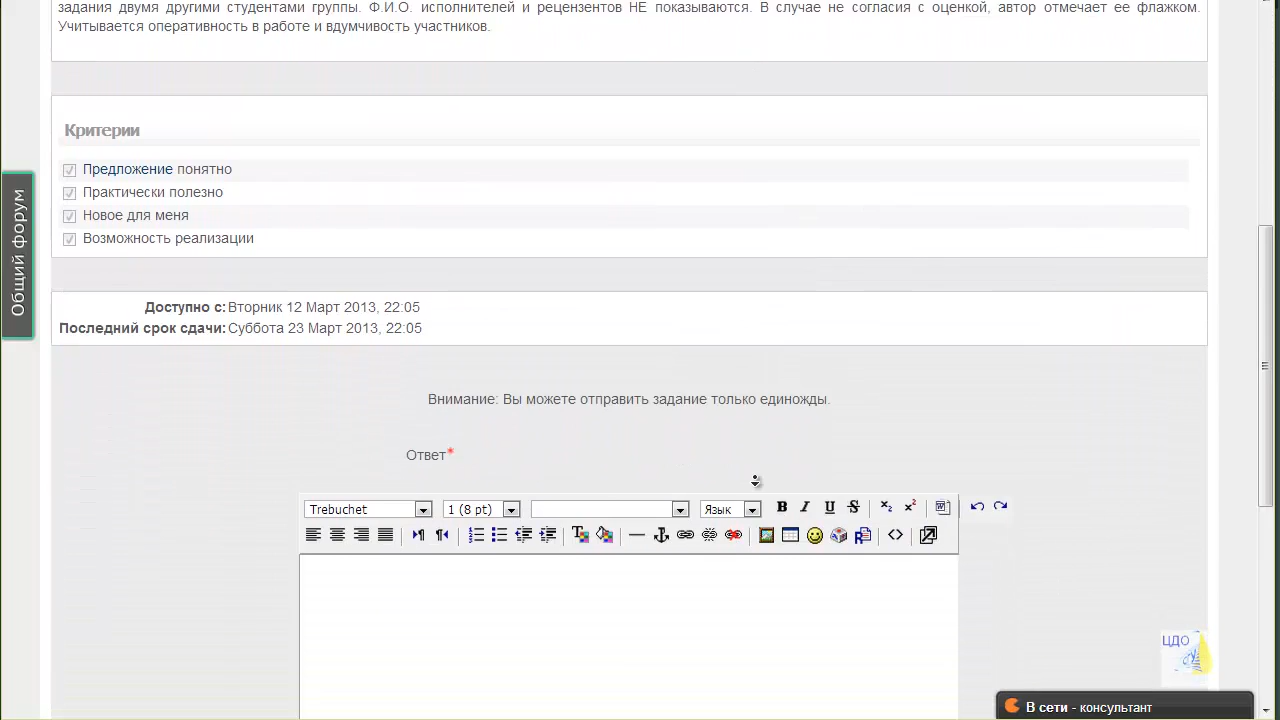 задания двумя другими студентами группы. Ф.И.О. исполнителей и рецензентов НЕ показываются. В случае не согласия с оценкой, автор отмечает ее флажком.
Учитывается оперативность в работе и вдумчивость участников.
Критерии
Предложение понятно
Практически полезно
Новое для меня
Возможность реализации
Общий форум
Доступно с: Вторник 12 Март 2013, 22:05
Последний срок сдачи: Суббота 23 Март 2013, 22:05
Внимание: Вы можете отправить задание только единожды.
Ответ*
Trebuchet 1 (8 pt) Язык B I U S
ЦДО
В сети - консультант